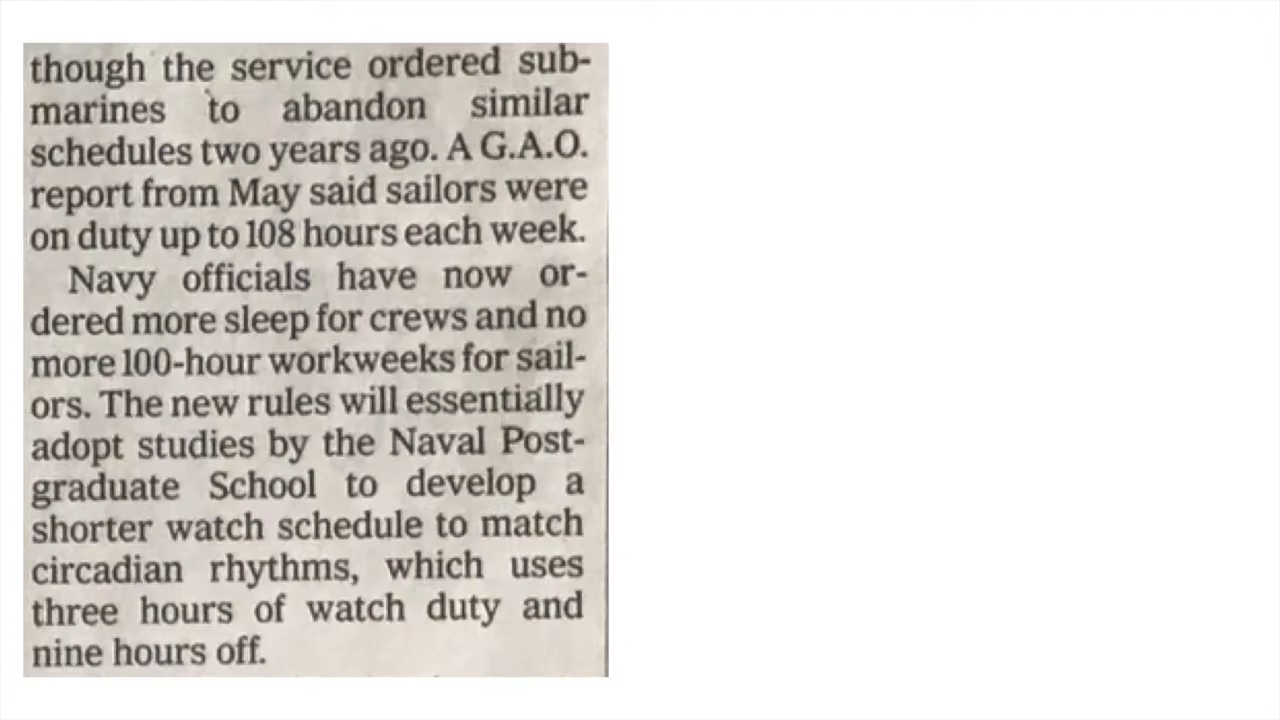 though the service ordered sub-
marines to abandon similar
schedules two years ago. A G.A.O.
report from May said sailors were
on duty up to 108 hours each week.
Navy officials have now or-
dered more sleep for crews and no
more 100-hour workweeks for sail-
ors. The new rules will essentially
adopt studies by the Naval Post-
graduate School to develop a
shorter watch schedule to match
circadian rhythms, which uses
three hours of watch duty and
nine hours off.